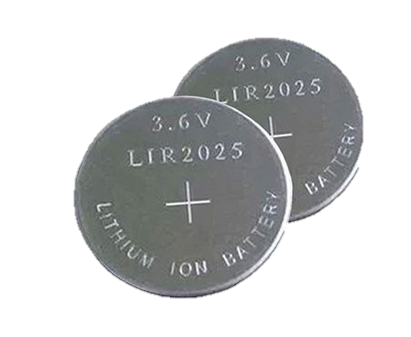 3.6V
LIR2025
BATTERY
3.6V
LIR2025
+
LITHIUM ION BATTERY